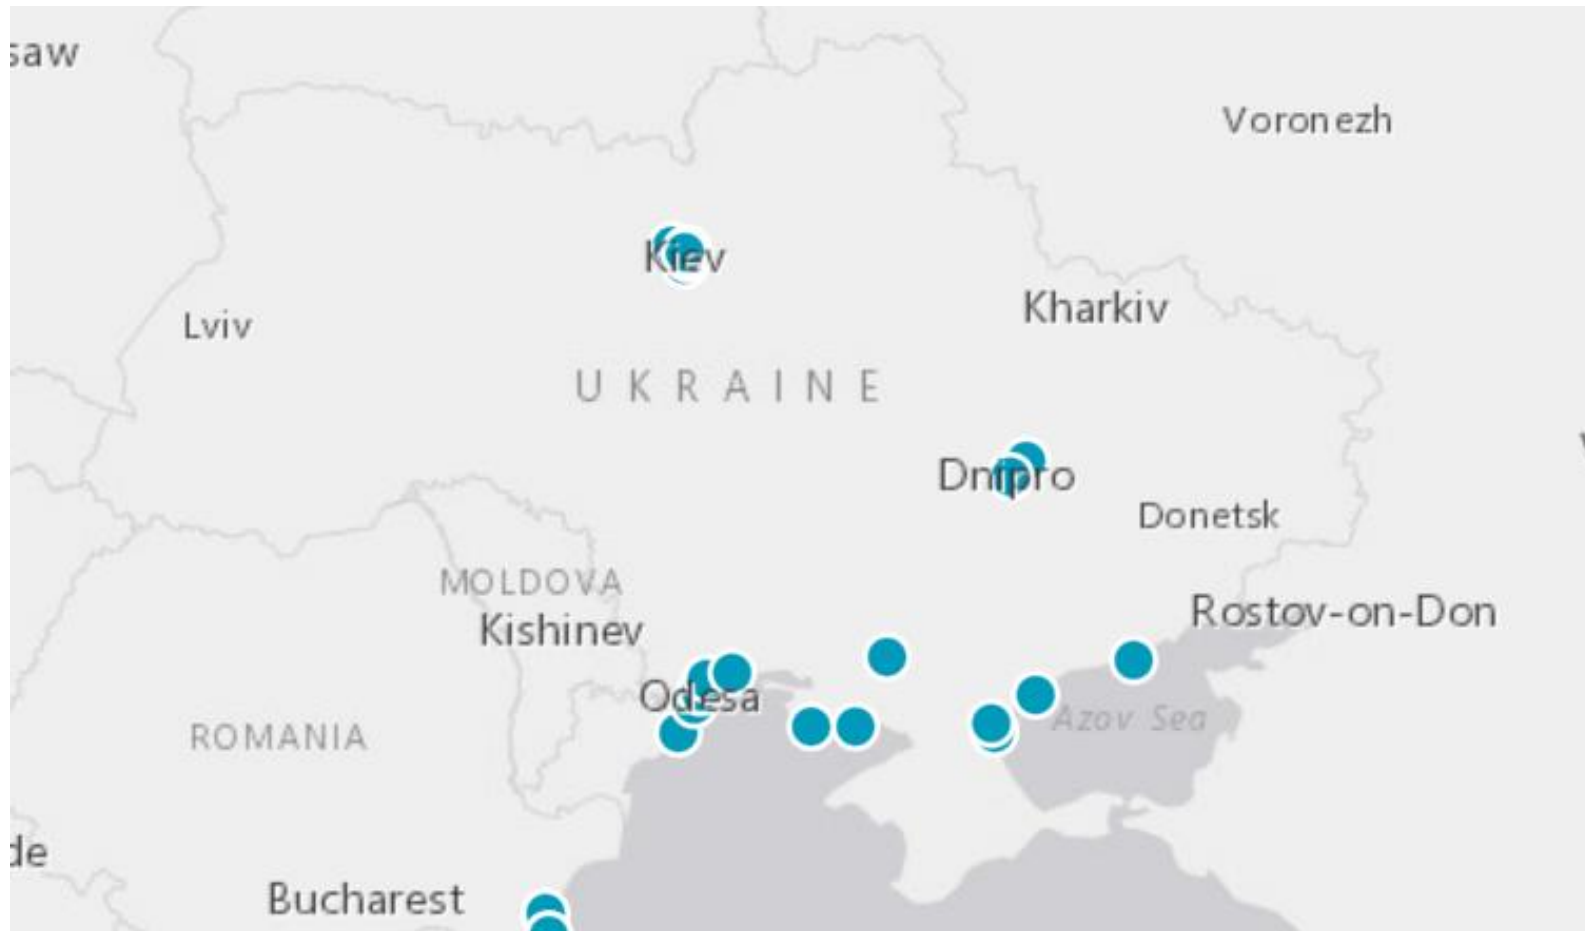 saw
Voronezh
Kiev
Kharkiv
Lviv
UKRAINE
Dnipro
Donetsk
MOLDOVA
Rostov-on-Don
Kishinev
Odesa
Azov Sea
ROMANIA
de
Bucharest